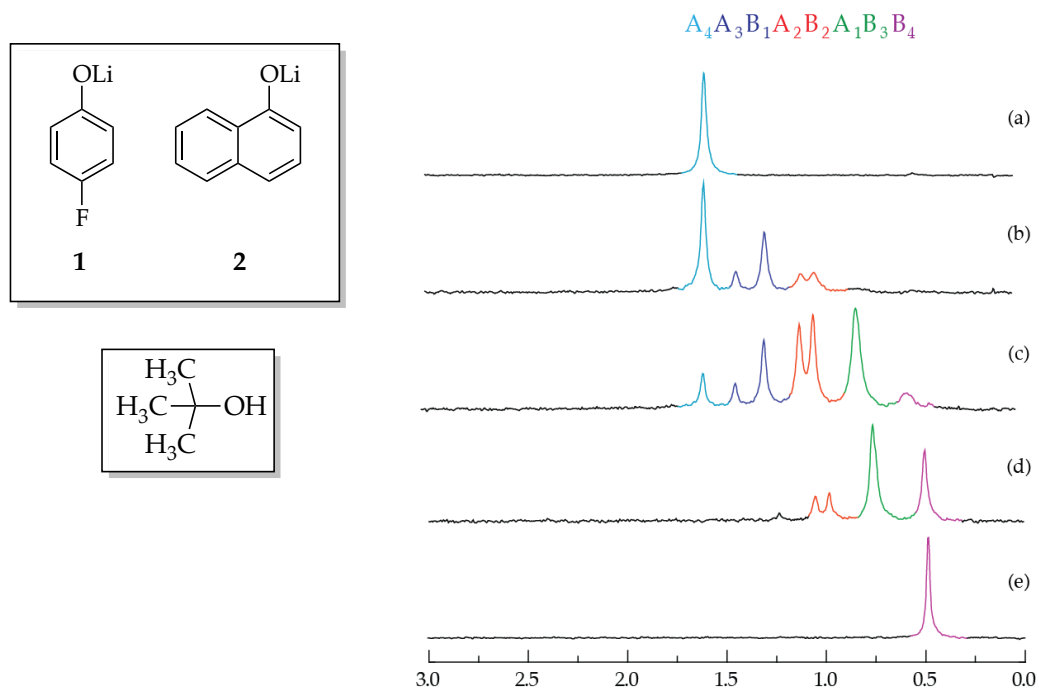 A₄A₃B₁A₂B₂A₁B₃B₄
OLi
OLi
F
1
2
H₃C
H₃C
OH
H₃C
(a)
(b)
(c)
(d)
(e)
3.0 2.5 2.0 1.5 1.0 0.5 0.0